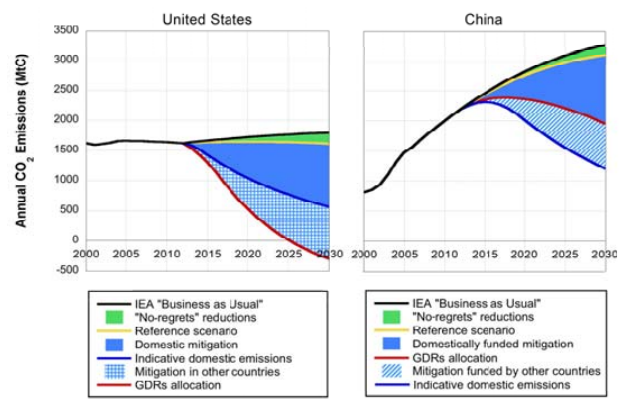 United States
China
Annual CO2 Emissions (MtC)
3500
3000
2500
2000
1500
1000
500
0
-500
2000 2005 2010 2015 2020 2025 2030
2000 2005 2010 2015 2020 2025 2030
IEA "Business as Usual"
"No-regrets" reductions
Reference scenario
Domestic mitigation
Indicative domestic emissions
Mitigation in other countries
GDRs allocation
IEA "Business as Usual"
"No-regrets" reductions
Reference scenario
Domestically funded mitigation
GDRs allocation
Mitigation funded by other countries
Indicative domestic emissions